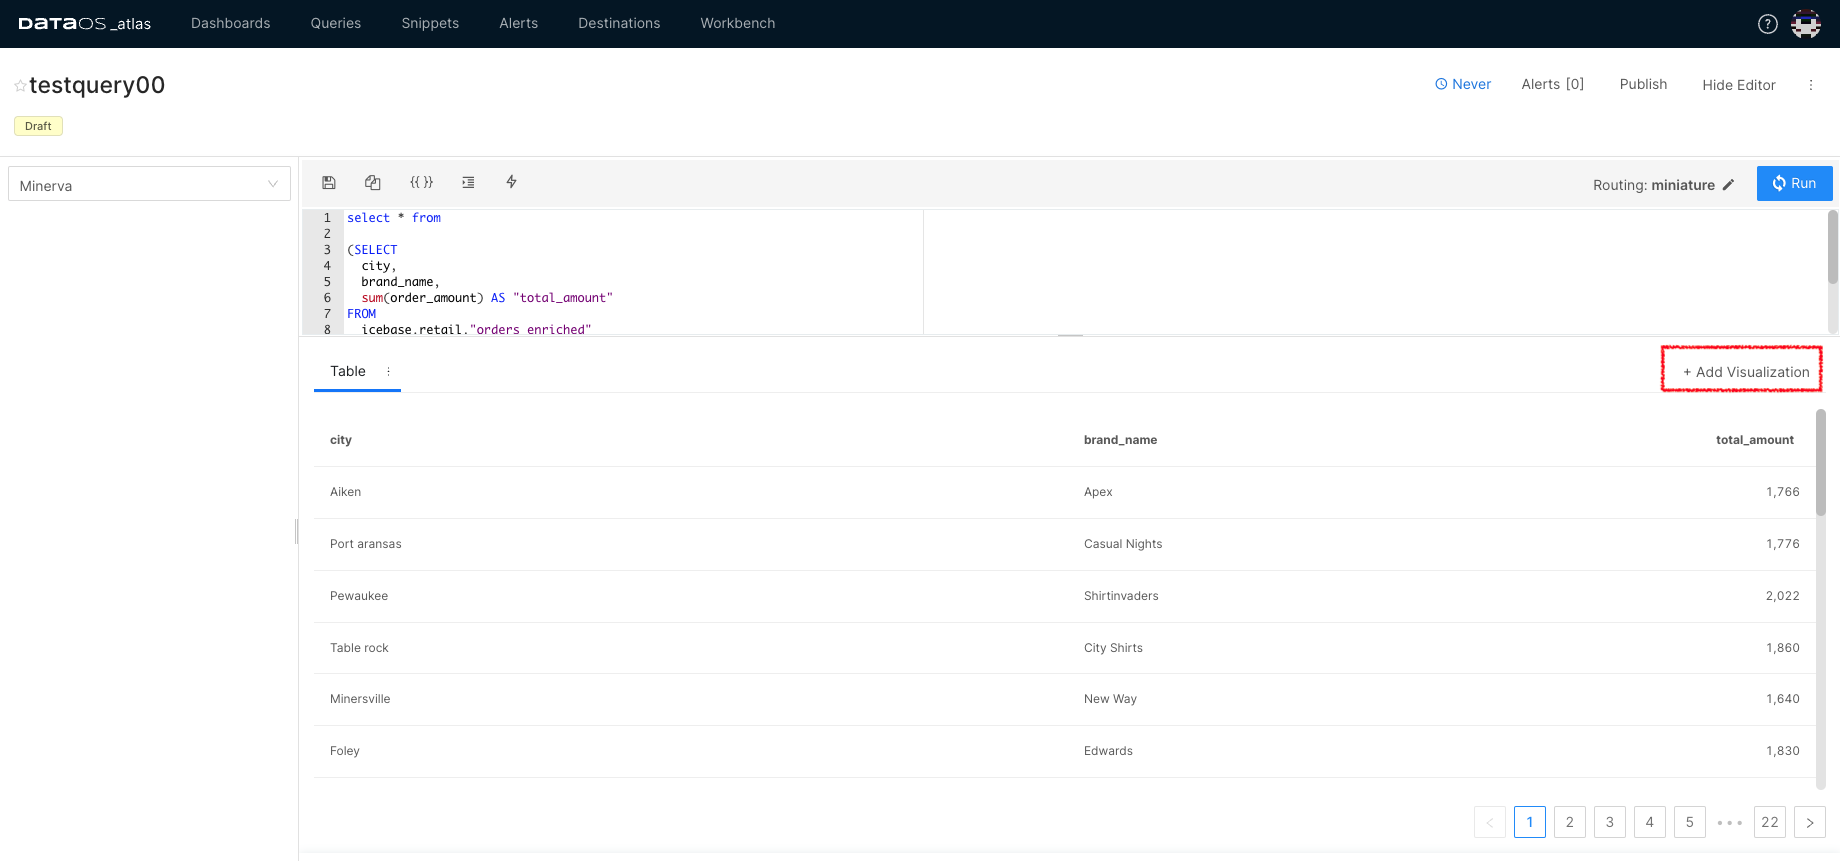 DATAOS _atlas Dashboards Queries Snippets Alerts Destinations Workbench ?
testquery00 Never Alerts [0] Publish Hide Editor
Draft
Minerva {{ }} Routing: miniature Run
1 select * from
2
3 (SELECT
4 city,
5 brand_name,
6 sum(order_amount) AS "total_amount"
7 FROM
8 icebase.retail."orders_enriched"
Table + Add Visualization
city brand_name total_amount
Aiken Apex 1,766
Port aransas Casual Nights 1,776
Pewaukee Shirtinvaders 2,022
Table rock City Shirts 1,860
Minersville New Way 1,640
Foley Edwards 1,830
< 1 2 3 4 5 ••• 22 >